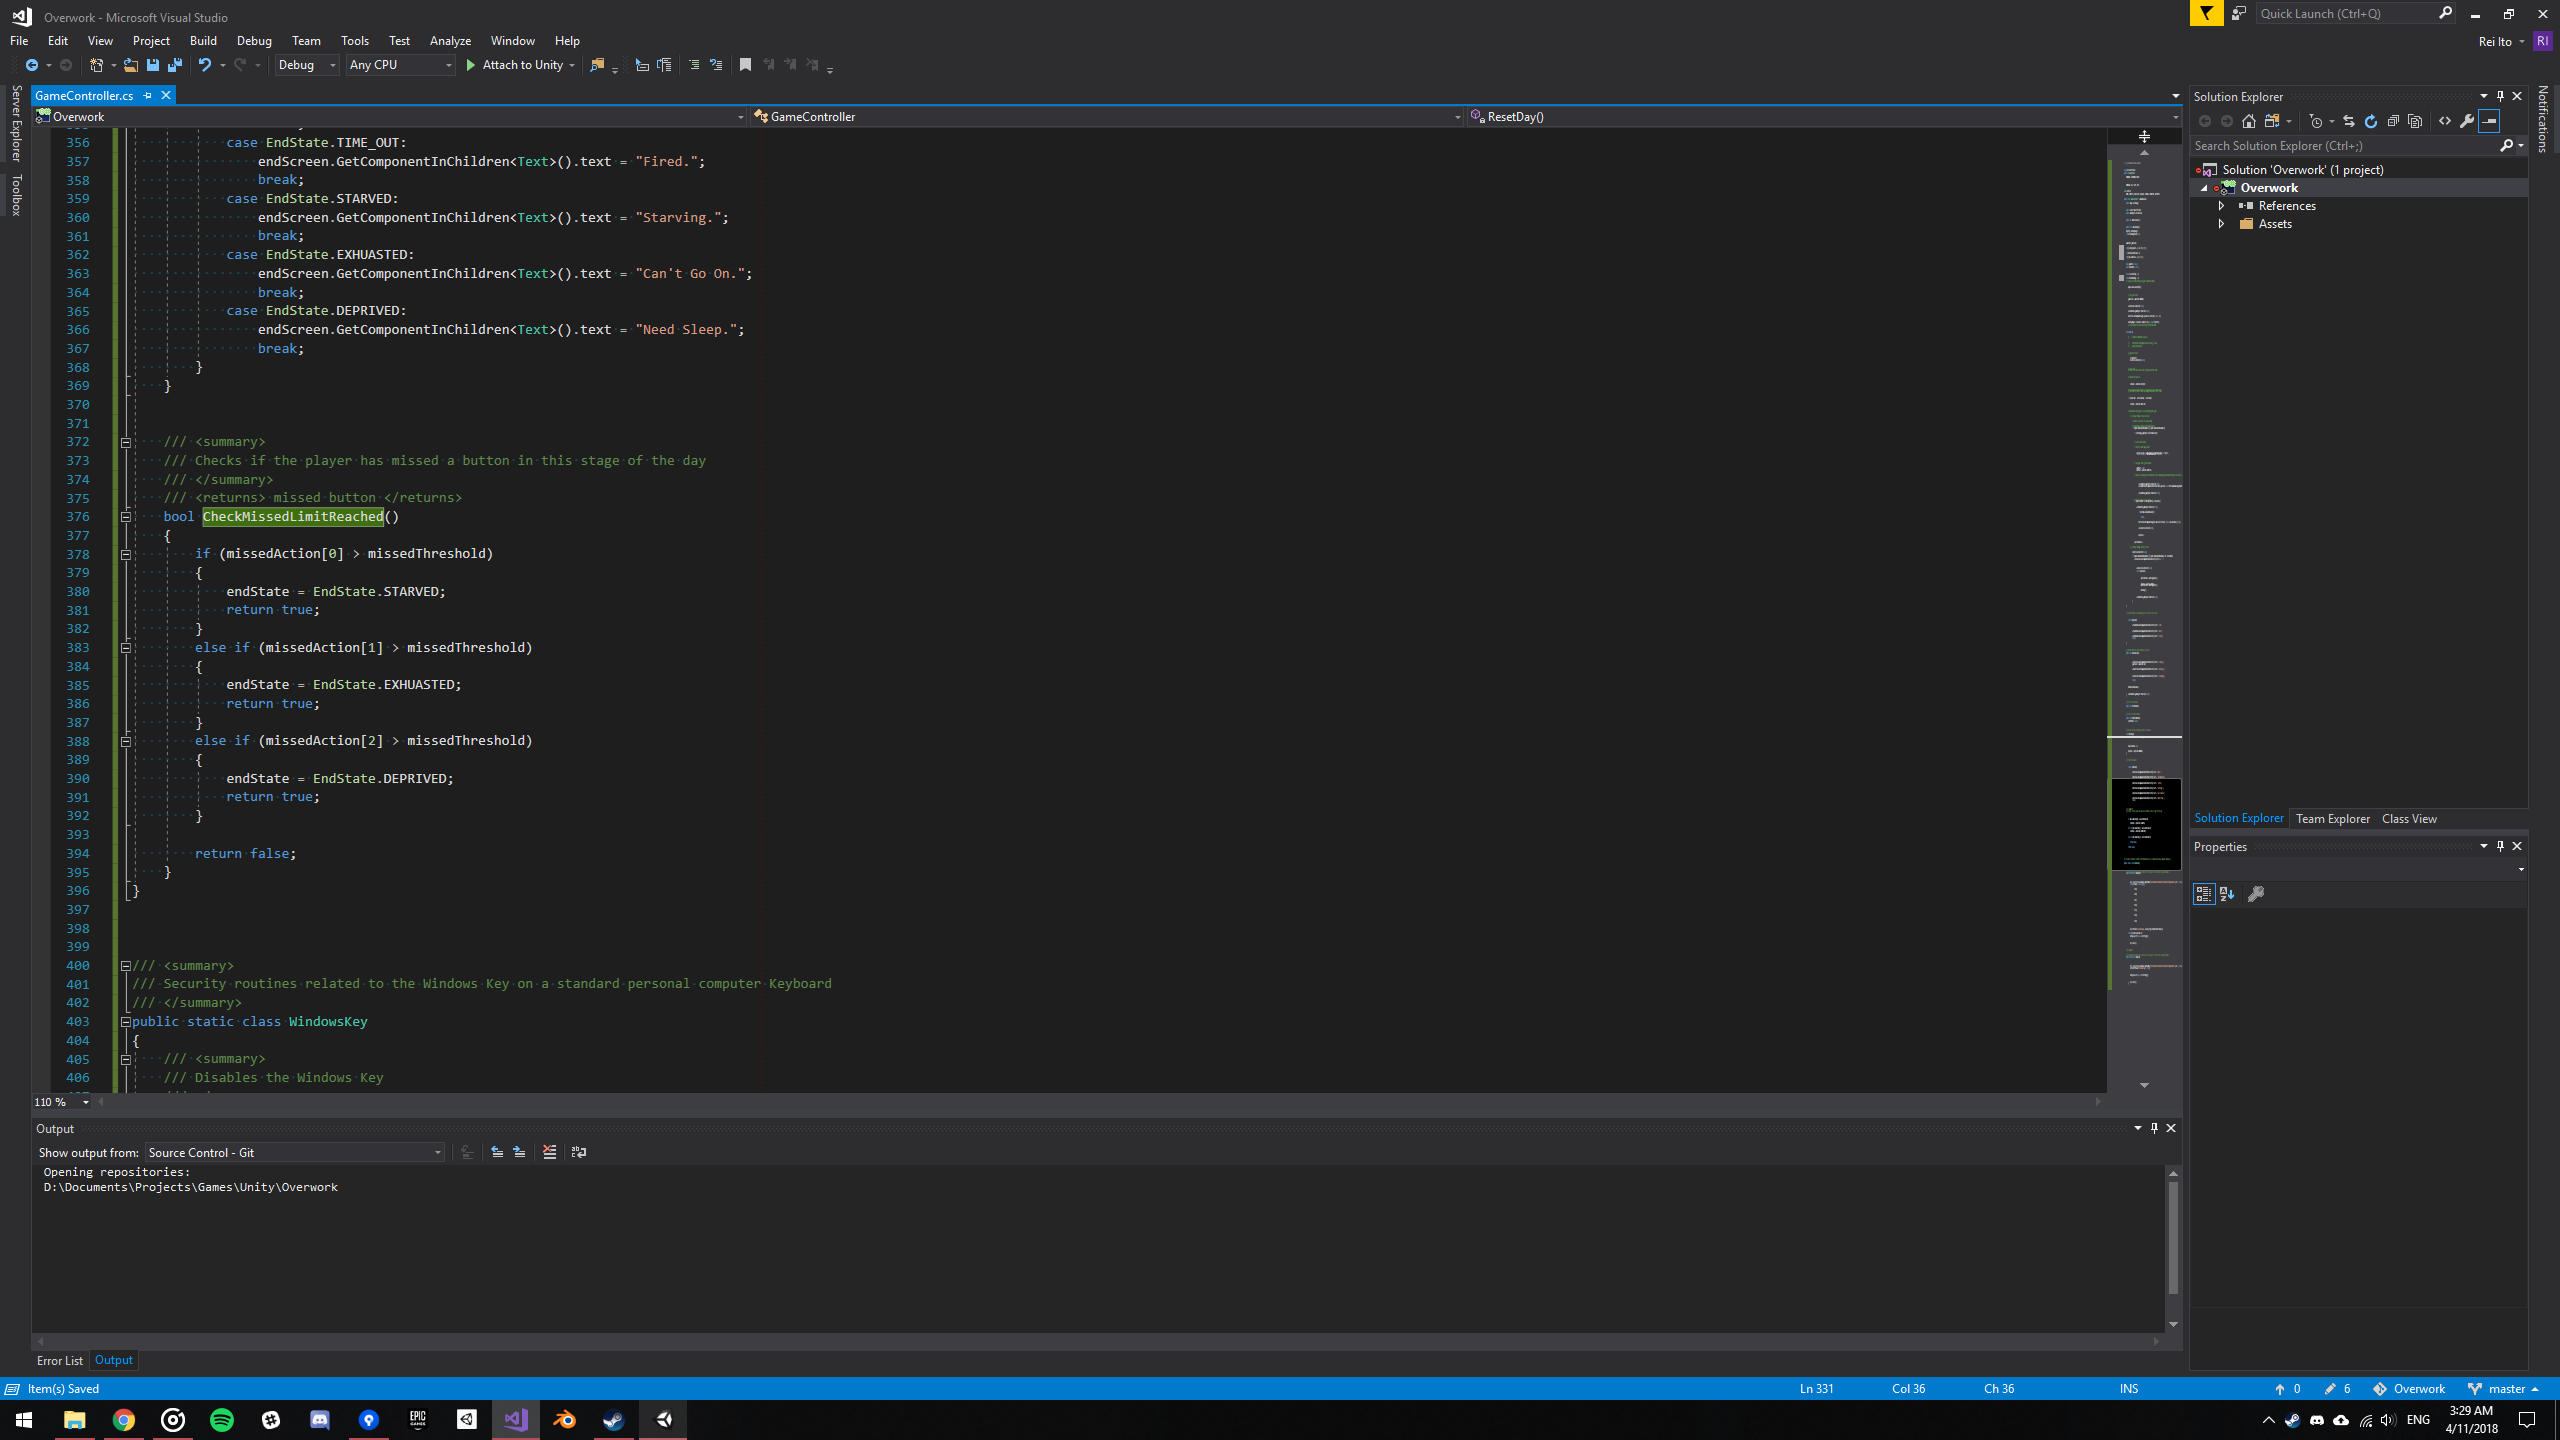 Overwork - Microsoft Visual Studio
Quick Launch (Ctrl+Q)
File Edit View Project Build Debug Team Tools Test Analyze Window Help
Rei Ito RI
Debug Any CPU Attach to Unity
Server Explorer
Toolbox
Notifications
GameController.cs
Overwork GameController ResetDay()
356 case EndState.TIME_OUT:
357 endScreen.GetComponentInChildren<Text>().text = "Fired.";
358 break;
359 case EndState.STARVED:
360 endScreen.GetComponentInChildren<Text>().text = "Starving.";
361 break;
362 case EndState.EXHUASTED:
363 endScreen.GetComponentInChildren<Text>().text = "Can't Go On.";
364 break;
365 case EndState.DEPRIVED:
366 endScreen.GetComponentInChildren<Text>().text = "Need Sleep.";
367 break;
368 }
369 }
370
371
372 /// <summary>
373 /// Checks if the player has missed a button in this stage of the day
374 /// </summary>
375 /// <returns> missed button </returns>
376 bool CheckMissedLimitReached()
377 {
378 if (missedAction[0] > missedThreshold)
379 {
380 endState = EndState.STARVED;
381 return true;
382 }
383 else if (missedAction[1] > missedThreshold)
384 {
385 endState = EndState.EXHUASTED;
386 return true;
387 }
388 else if (missedAction[2] > missedThreshold)
389 {
390 endState = EndState.DEPRIVED;
391 return true;
392 }
393
394 return false;
395 }
396 }
397
398
399
400 /// <summary>
401 /// Security routines related to the Windows Key on a standard personal computer Keyboard
402 /// </summary>
403 public static class WindowsKey
404 {
405 /// <summary>
406 /// Disables the Windows Key
110 %
Solution Explorer
Search Solution Explorer (Ctrl+;)
Solution 'Overwork' (1 project)
Overwork
References
Assets
Solution Explorer Team Explorer Class View
Properties
Output
Show output from: Source Control - Git
Opening repositories:
D:\Documents\Projects\Games\Unity\Overwork
Error List Output
Item(s) Saved Ln 331 Col 36 Ch 36 INS 0 6 Overwork master
EPIC GAMES
ENG
3:29 AM
4/11/2018